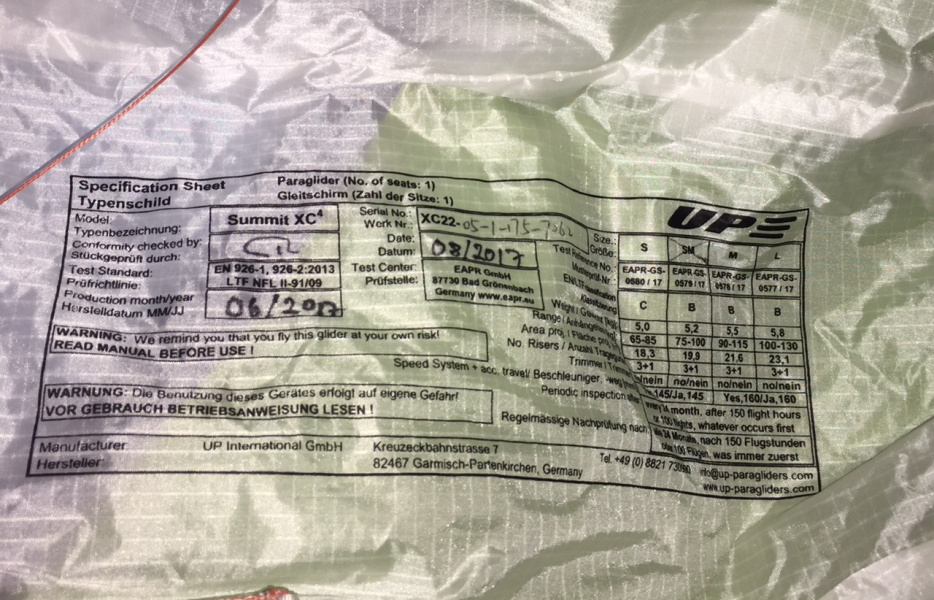 Specification Sheet
Typenschild
Paraglider (No. of seats: 1)
Gleitschirm (Zahl der Sitze: 1)
Model:
Typenbezeichnung:
Summit XC⁴
Serial No.:
Work Nr.:
XC22-05-1-175-
Conformity checked by:
Stückgeprüft durch:
Date:
Datum:
08/2017
Test Standard:
Prüfrichtlinie:
EN 926-1, 926-2:2013
LTF NFL II-91/09
Test Center:
Prüfstelle:
EAPR GmbH
87730 Bad Grönenbach
Germany www.eapr.eu
Production month/year
Herstelldatum MM/JJ
06/2017
WARNING: We remind you that you fly this glider at your own risk!
READ MANUAL BEFORE USE !
WARNUNG: Die Benutzung dieses Gerätes erfolgt auf eigene Gefahr!
VOR GEBRAUCH BETRIEBSANWEISUNG LESEN !
UP
Size:
Größe:
S SM M L
EAPR-GS-0580 / 17 EAPR-GS-0579 / 17 EAPR-GS-0578 / 17 EAPR-GS-0577 / 17
C B B B
5,0 5,2 5,5 5,8
65-85 75-100 90-115 100-130
Area proj.
18,3 19,9 21,6 23,1
No. Risers / Anzahl
3+1 3+1 3+1 3+1
Trimmer
no/nein no/nein no/nein
Speed System + acc. travel/ Beschleuniger
145/Ja,145 Yes,160/Ja,160
Periodic inspection
month, after 150 flight hours
flights, whatever occurs first
Regelmässige Nachprüfung nach:
Monate, nach 150 Flugstunden
Flügen, was immer zuerst
Manufacturer
Hersteller:
UP International GmbH
Kreuzeckbahnstrasse 7
82467 Garmisch-Partenkirchen, Germany
Tel. +49 (0) 8821
info@up-paragliders.com
www.up-paragliders.com